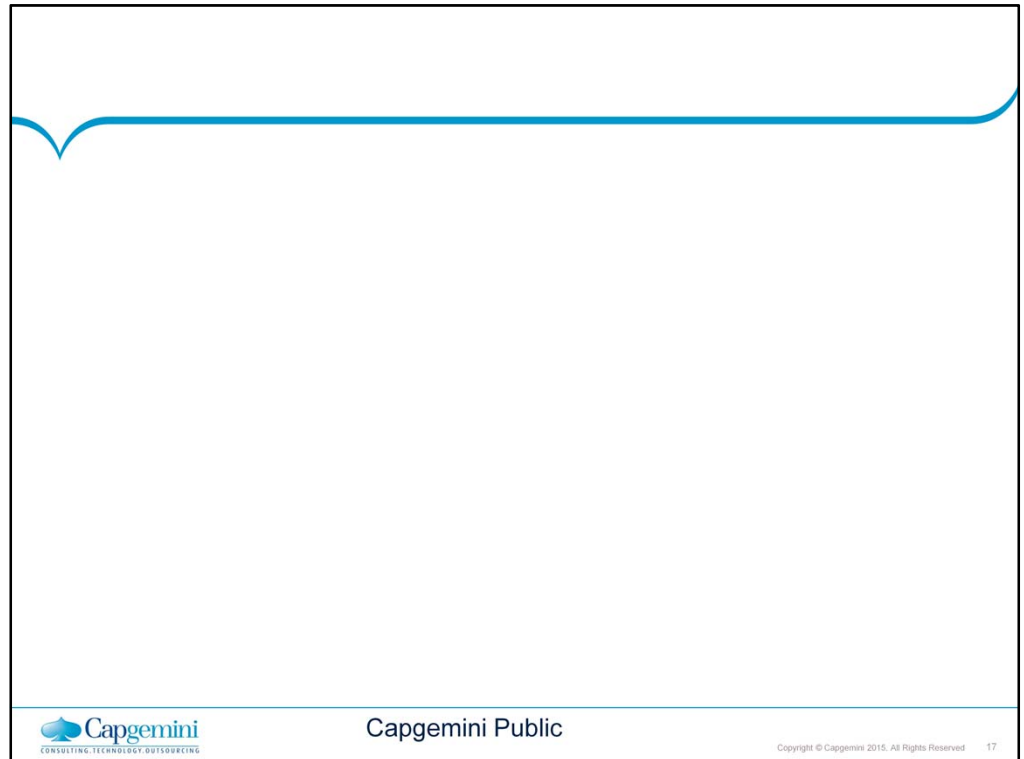 Capgemini
CONSULTING.TECHNOLOGY.OUTSOURCING
Capgemini Public
Copyright © Capgemini 2015. All Rights Reserved 17